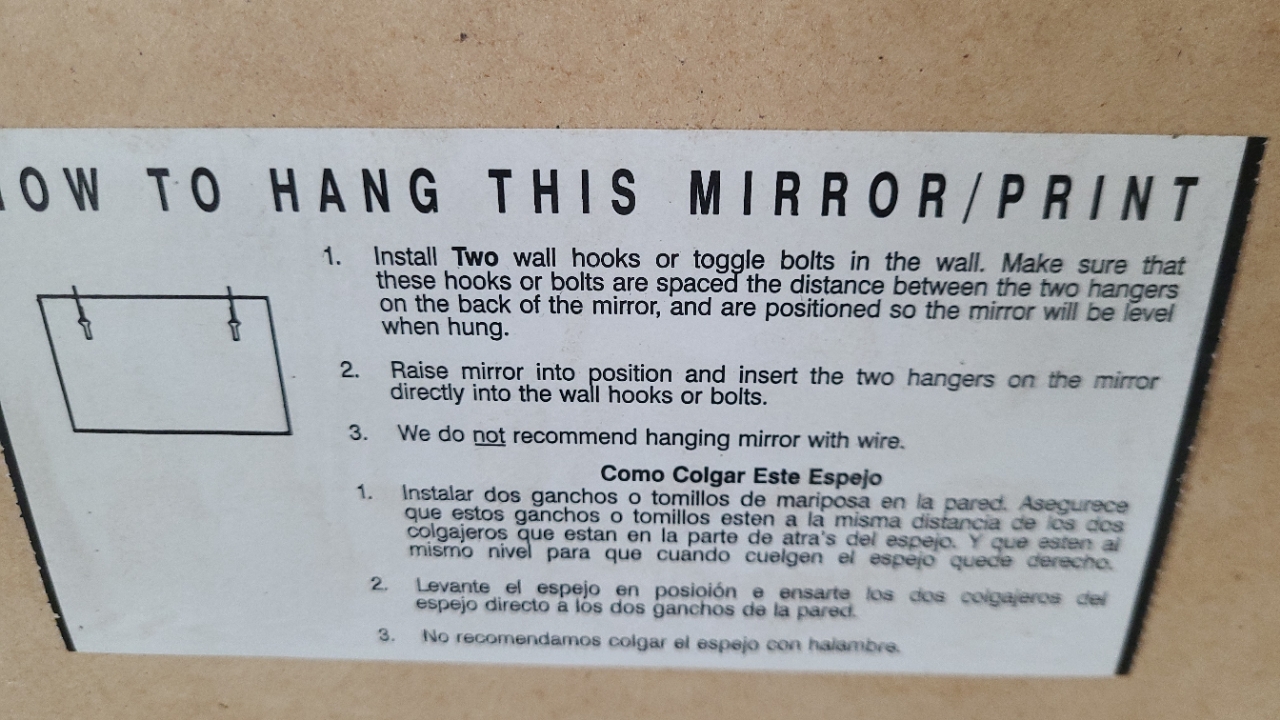 HOW TO HANG THIS MIRROR/PRINT
1. Install Two wall hooks or toggle bolts in the wall. Make sure that
these hooks or bolts are spaced the distance between the two hangers
on the back of the mirror, and are positioned so the mirror will be level
when hung.
2. Raise mirror into position and insert the two hangers on the mirror
directly into the wall hooks or bolts.
3. We do not recommend hanging mirror with wire.
Como Colgar Este Espejo
1. Instalar dos ganchos o tomillos de mariposa en la pared. Asegurece
que estos ganchos o tomillos esten a la misma distancia de los dos
colgajeros que estan en la parte de atra's del espejo. Y que esten al
mismo nivel para que cuando cuelgen el espejo quede derecho.
2. Levante el espejo en posioión e ensarte los dos colgajeros del
espejo directo a los dos ganchos de la pared.
3. No recomendamos colgar el espejo con halambre.